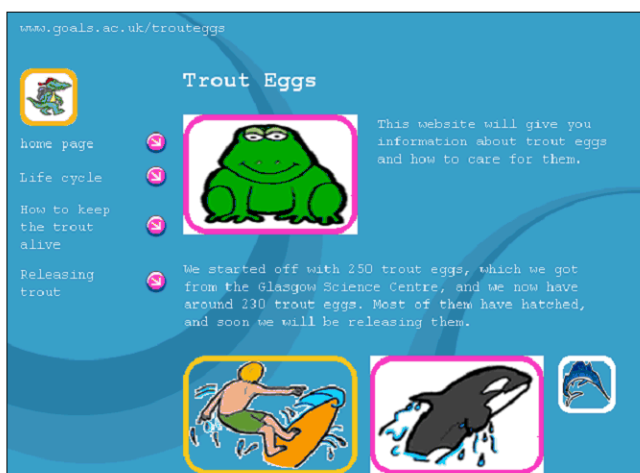 www.goals.ac.uk/trouteggs
Trout Eggs
This website will give you
information about trout eggs
and how to care for them.
home page
Life cycle
How to keep
the trout
alive
Releasing
trout
We started off with 250 trout eggs, which we got
from the Glasgow Science Centre, and we now have
around 230 trout eggs. Most of them have hatched,
and soon we will be releasing them.